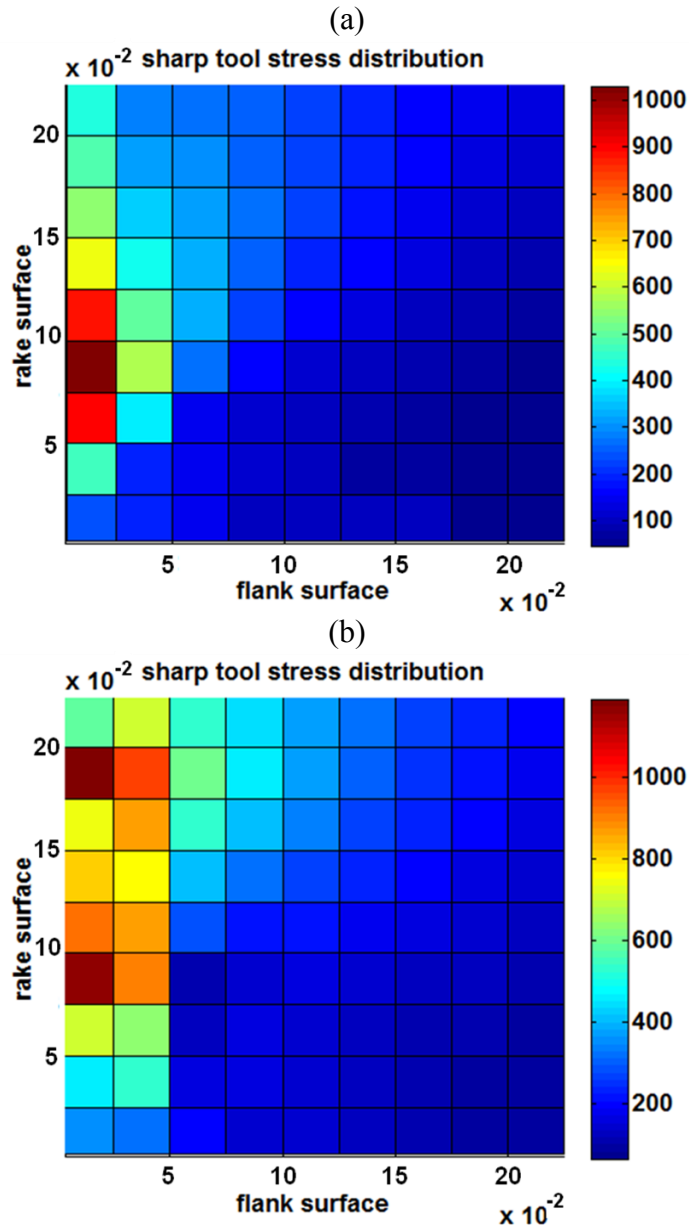 (a)
x 10⁻² sharp tool stress distribution
20
15
10
5
rake surface
5 10 15 20
flank surface
x 10⁻²
1000
900
800
700
600
500
400
300
200
100
(b)
x 10⁻² sharp tool stress distribution
20
15
10
5
rake surface
5 10 15 20
flank surface
x 10⁻²
1000
800
600
400
200